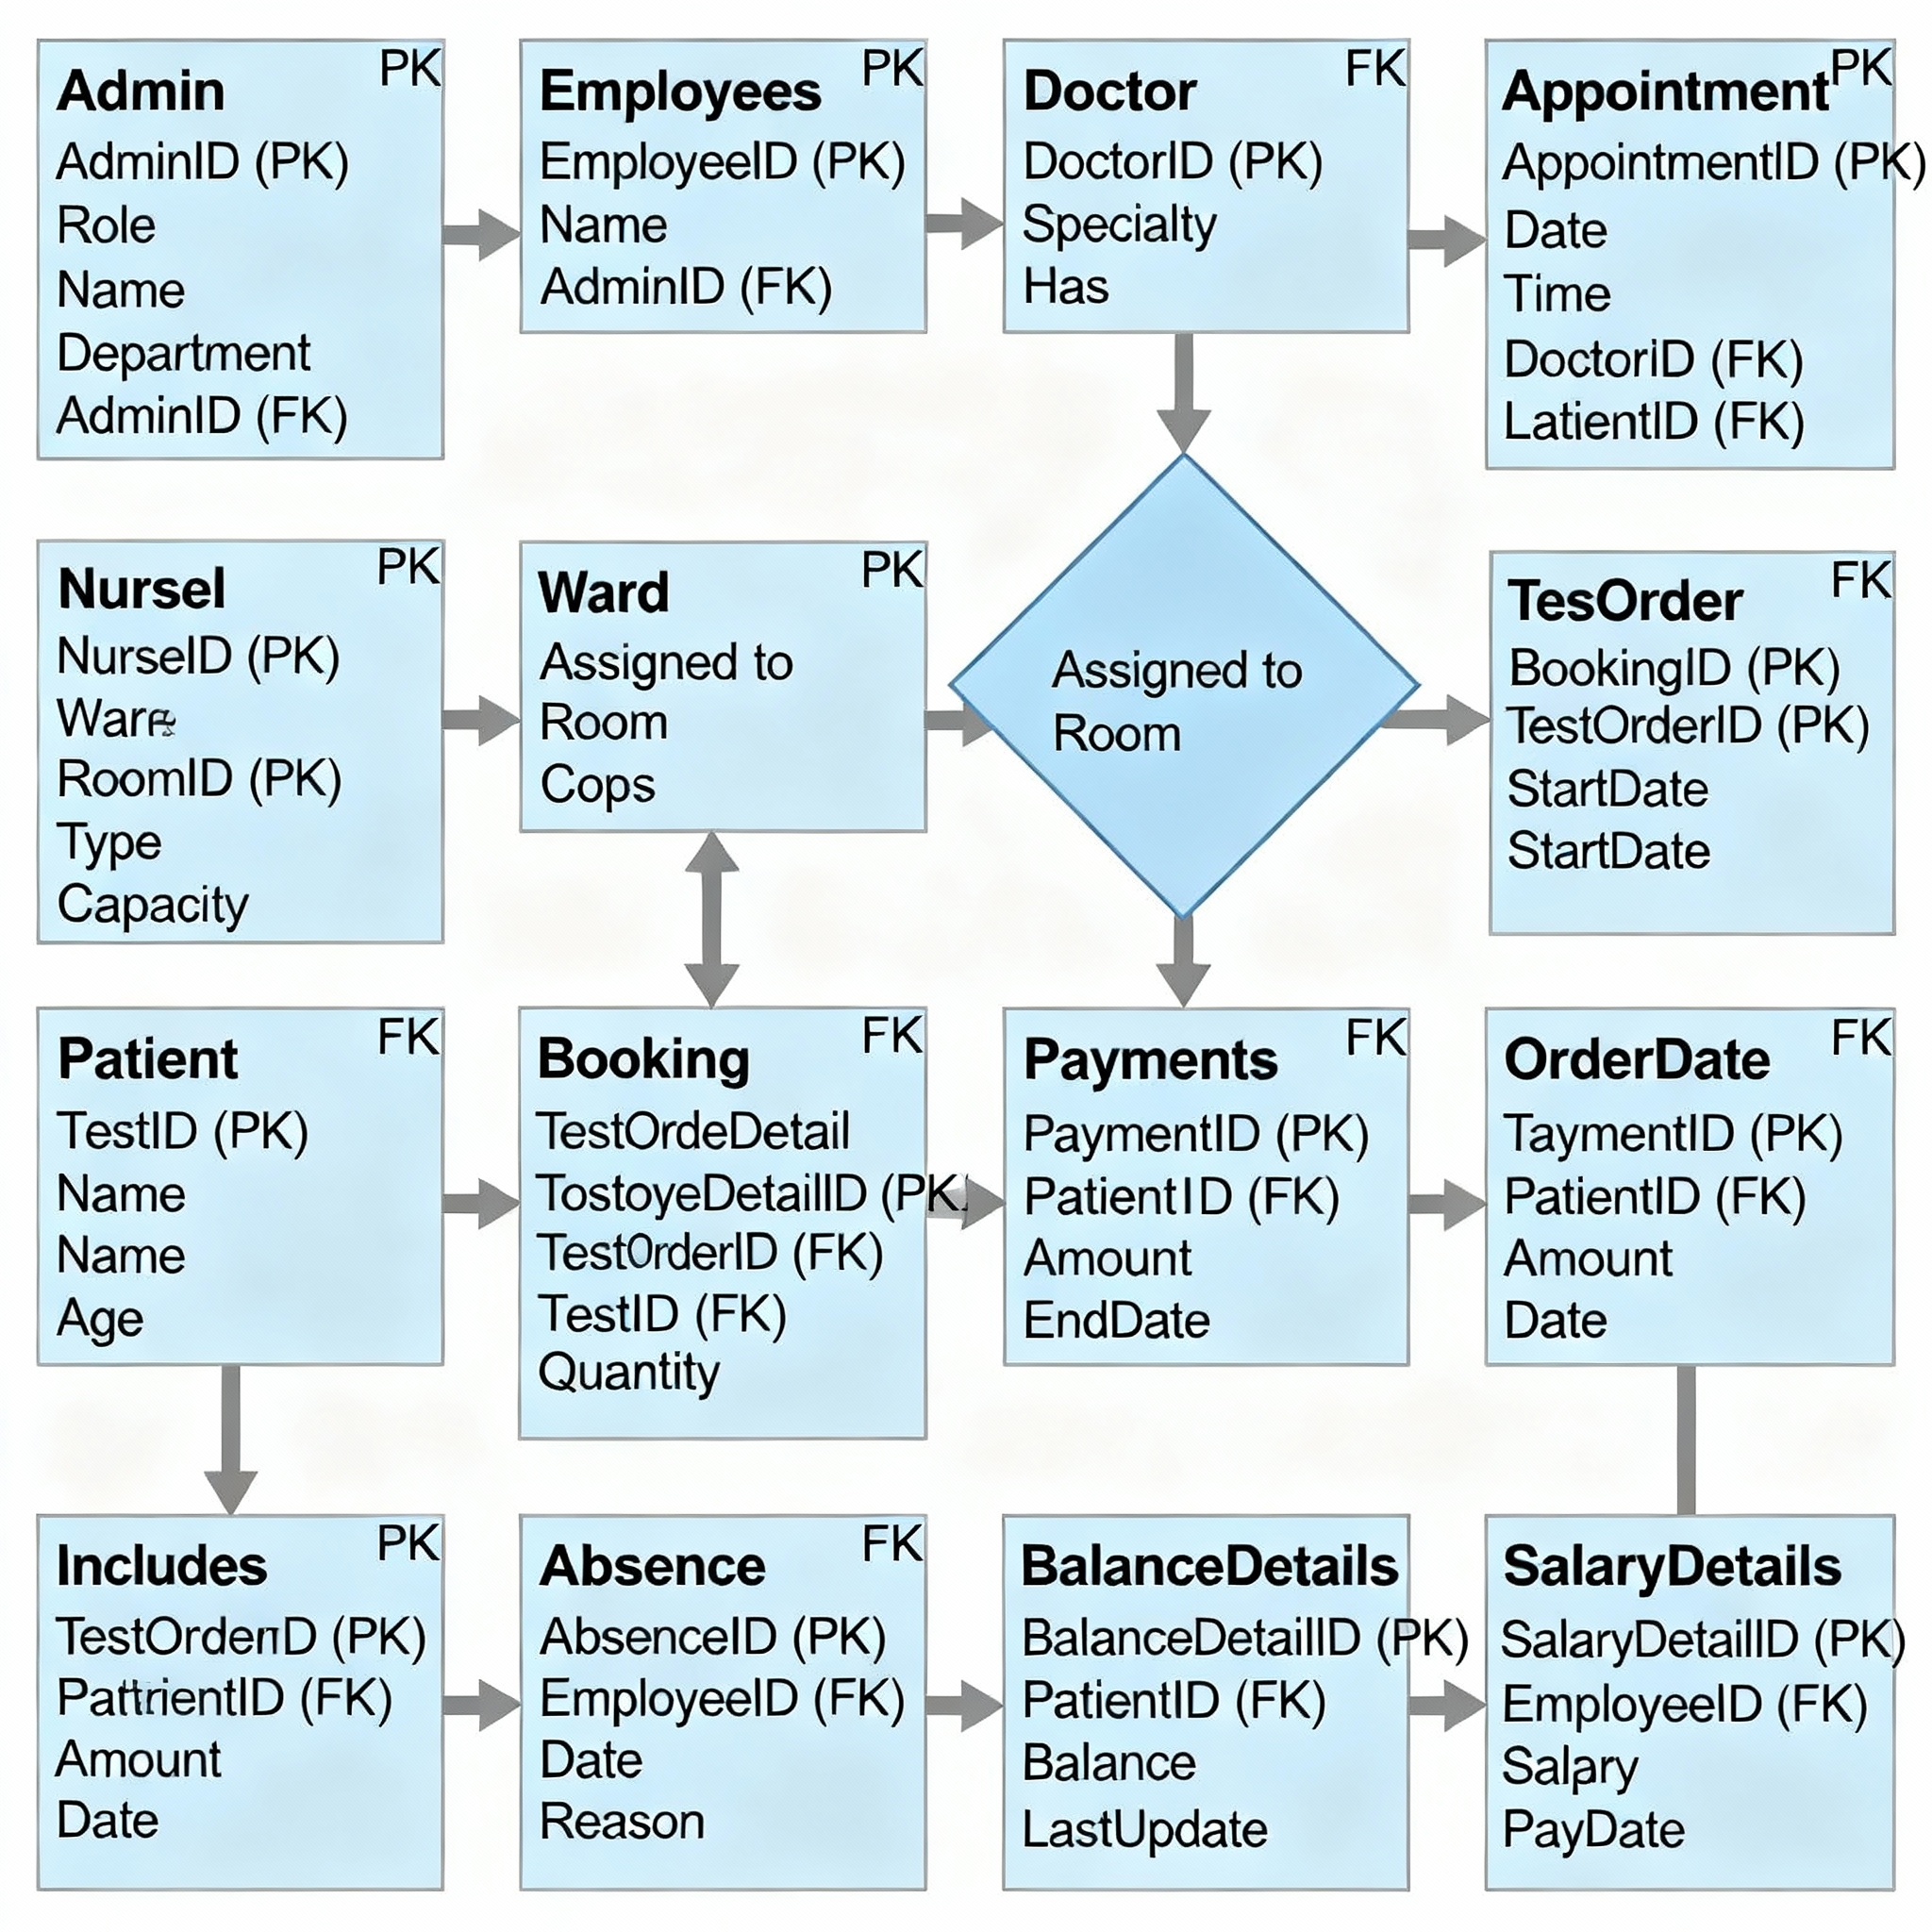 Admin PK
AdminID (PK)
Role
Name
Department
AdminID (FK)
Employees PK
EmployeeID (PK)
Name
AdminID (FK)
Doctor FK
DoctorID (PK)
Specialty
Has
Appointment PK
AppointmentID (PK)
Date
Time
DoctoriD (FK)
LatientID (FK)
Nursel PK
NurseID (PK)
RoomID (PK)
Type
Capacity
Ward PK
Assigned to
Room
Cops
Assigned to
Room
TesOrder FK
BookingID (PK)
TestOrderID (PK)
StartDate
StartDate
Patient FK
TestID (PK)
Name
Name
Age
Booking FK
TestOrdeDetail
TostoyeDetailID (PK)
TestOrderID (FK)
TestID (FK)
Quantity
Payments FK
PaymentID (PK)
PatientID (FK)
Amount
EndDate
OrderDate FK
TaymentID (PK)
PatientID (FK)
Amount
Date
Includes PK
(PK)
(FK)
Amount
Date
Absence FK
AbsenceID (PK)
EmployeeID (FK)
Date
Reason
BalanceDetails
BalanceDetailID (PK)
PatientID (FK)
Balance
LastUpdate
SalaryDetails
SalaryDetailID (PK)
EmployeeID (FK)
Salary
PayDate